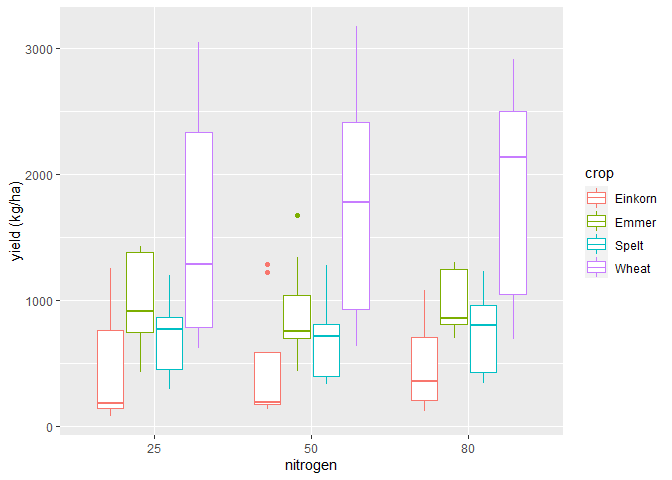 3000
2000
1000
0
yield (kg/ha)
25
50
80
nitrogen
crop
Einkorn
Emmer
Spelt
Wheat